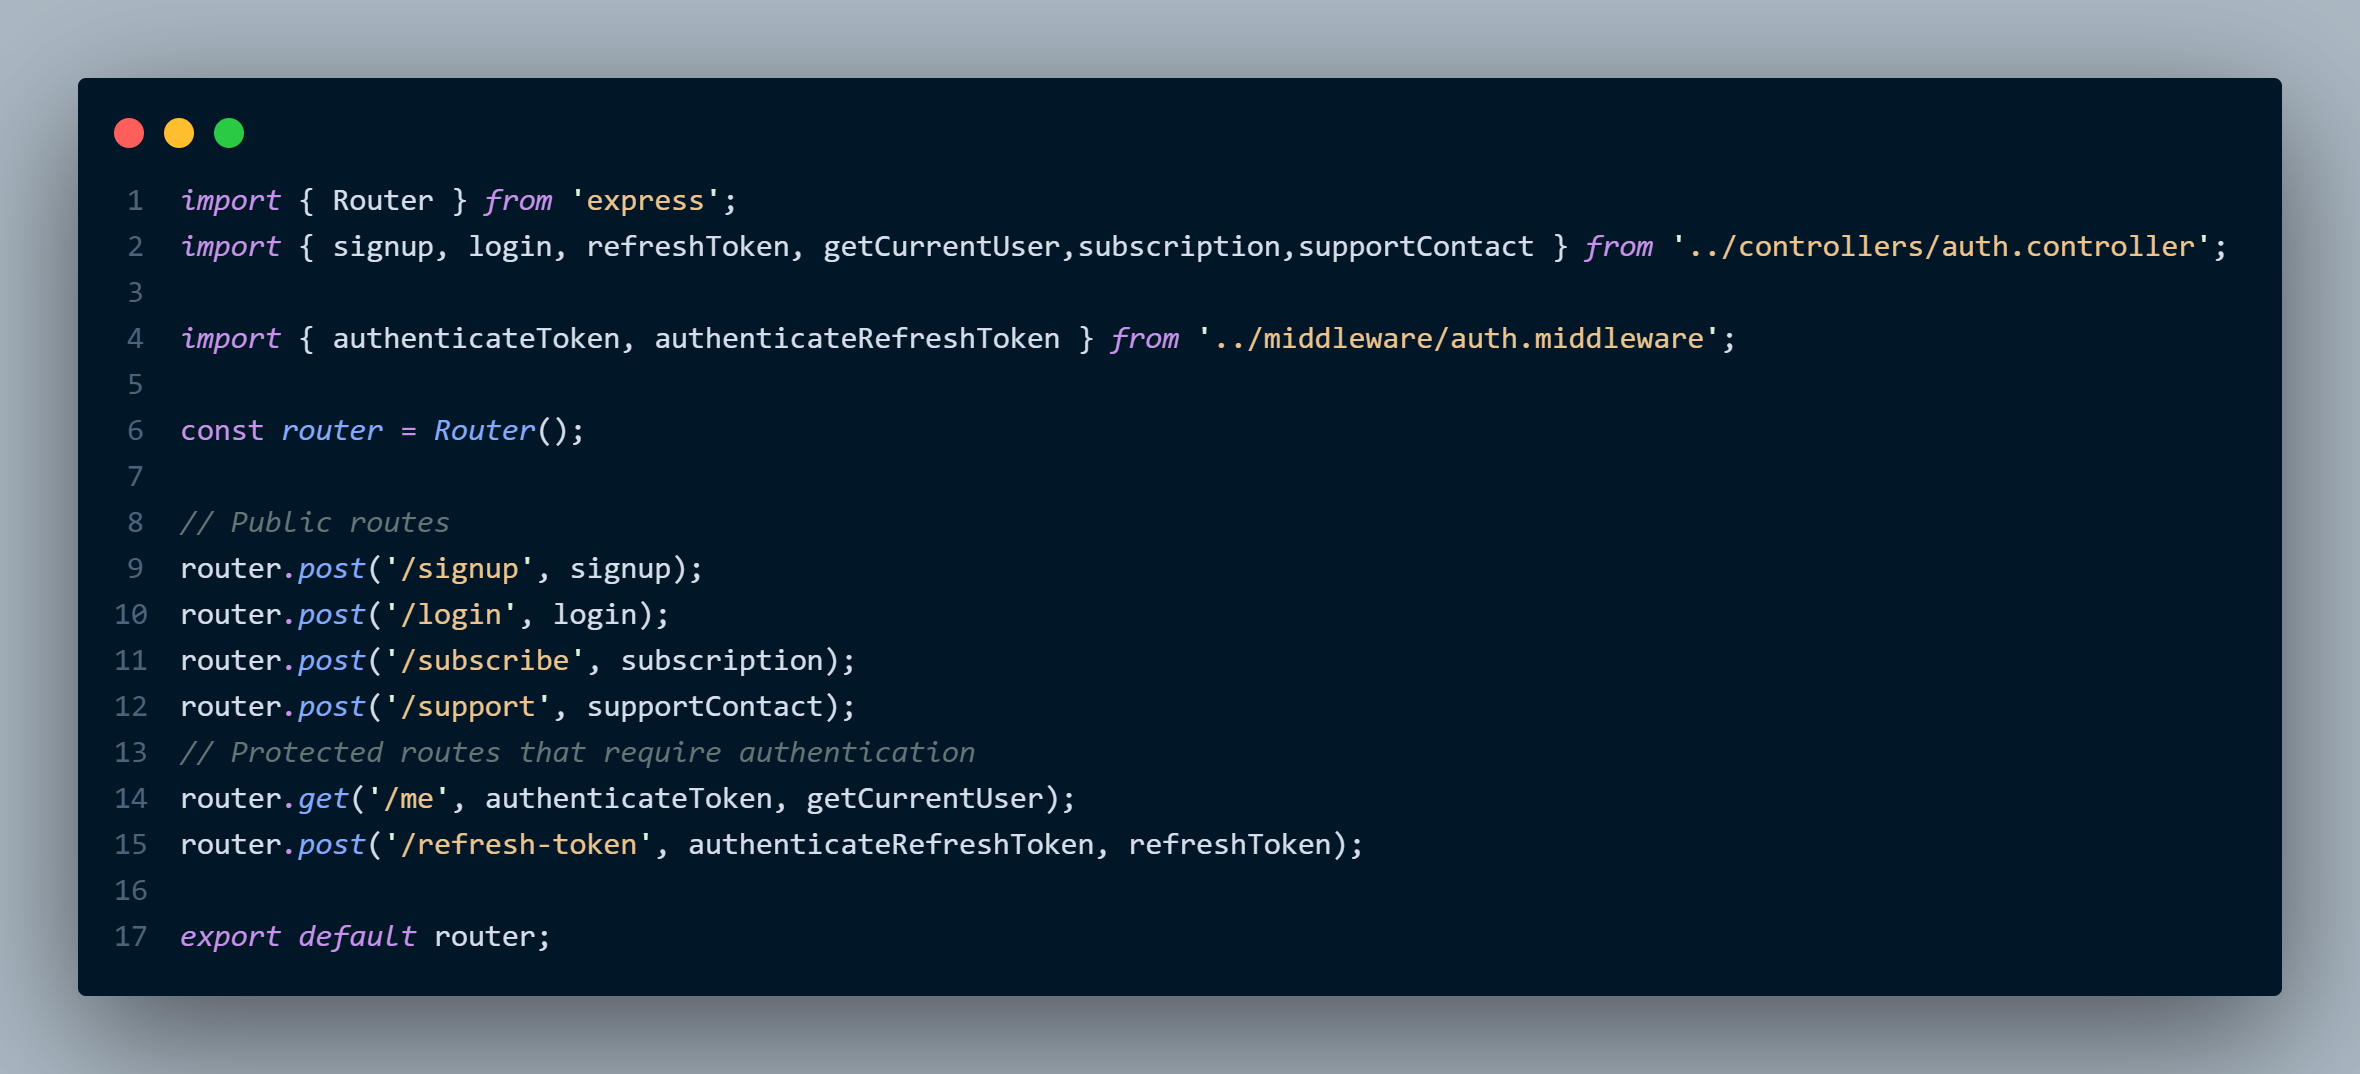 1 import { Router } from 'express';
2 import { signup, login, refreshToken, getCurrentUser,subscription,supportContact } from '../controllers/auth.controller';
3
4 import { authenticateToken, authenticateRefreshToken } from '../middleware/auth.middleware';
5
6 const router = Router();
7
8 // Public routes
9 router.post('/signup', signup);
10 router.post('/login', login);
11 router.post('/subscribe', subscription);
12 router.post('/support', supportContact);
13 // Protected routes that require authentication
14 router.get('/me', authenticateToken, getCurrentUser);
15 router.post('/refresh-token', authenticateRefreshToken, refreshToken);
16
17 export default router;